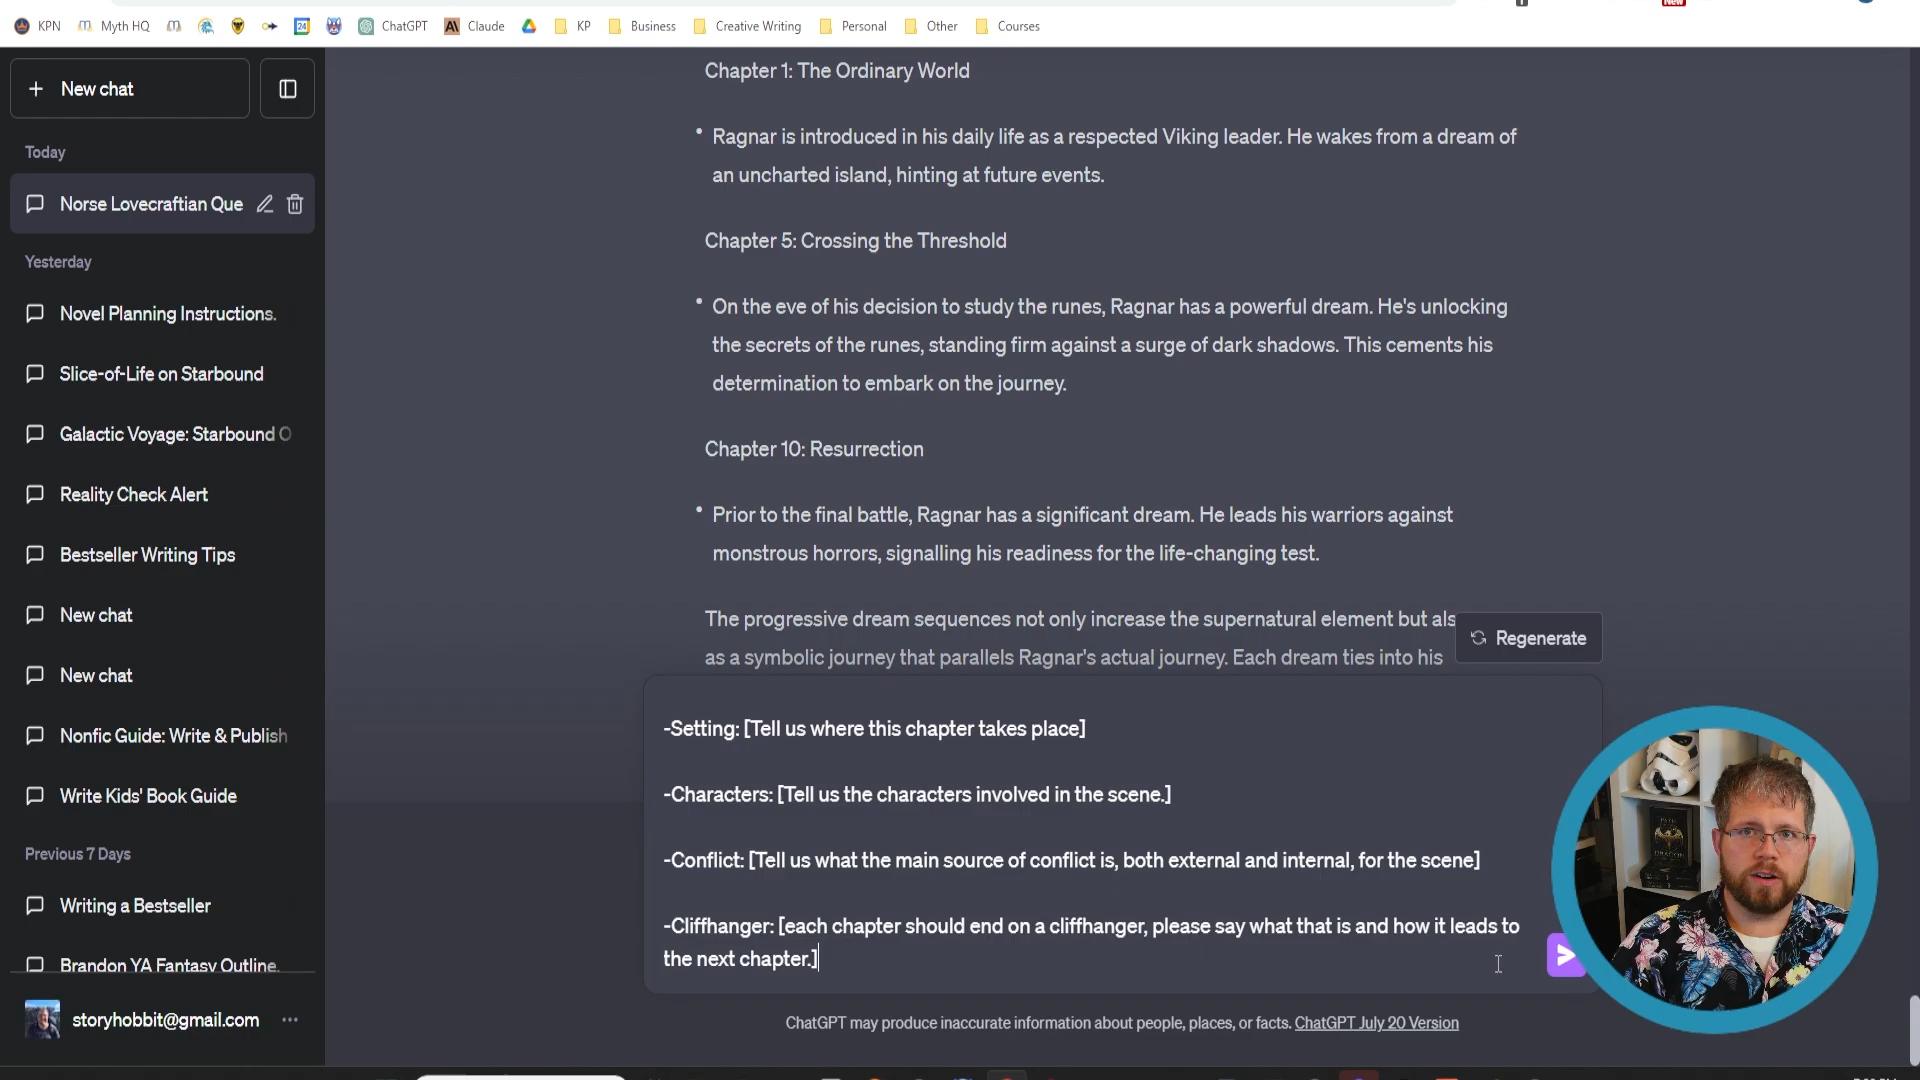 New
KPN
Myth HQ
24
ChatGPT
Claude
KP
Business
Creative Writing
Personal
Other
Courses
New chat
Today
Norse Lovecraftian Que
Yesterday
Novel Planning Instructions.
Slice-of-Life on Starbound
Galactic Voyage: Starbound O
Reality Check Alert
Bestseller Writing Tips
New chat
New chat
Nonfic Guide: Write & Publish
Write Kids' Book Guide
Previous 7 Days
Writing a Bestseller
Brandon YA Fantasy Outline.
storyhobbit@gmail.com
Chapter 1: The Ordinary World
• Ragnar is introduced in his daily life as a respected Viking leader. He wakes from a dream of
an uncharted island, hinting at future events.
Chapter 5: Crossing the Threshold
• On the eve of his decision to study the runes, Ragnar has a powerful dream. He's unlocking
the secrets of the runes, standing firm against a surge of dark shadows. This cements his
determination to embark on the journey.
Chapter 10: Resurrection
• Prior to the final battle, Ragnar has a significant dream. He leads his warriors against
monstrous horrors, signalling his readiness for the life-changing test.
The progressive dream sequences not only increase the supernatural element but als
as a symbolic journey that parallels Ragnar's actual journey. Each dream ties into his
Regenerate
-Setting: [Tell us where this chapter takes place]
-Characters: [Tell us the characters involved in the scene.]
-Conflict: [Tell us what the main source of conflict is, both external and internal, for the scene]
-Cliffhanger: [each chapter should end on a cliffhanger, please say what that is and how it leads to
the next chapter.]
ChatGPT may produce inaccurate information about people, places, or facts. ChatGPT July 20 Version